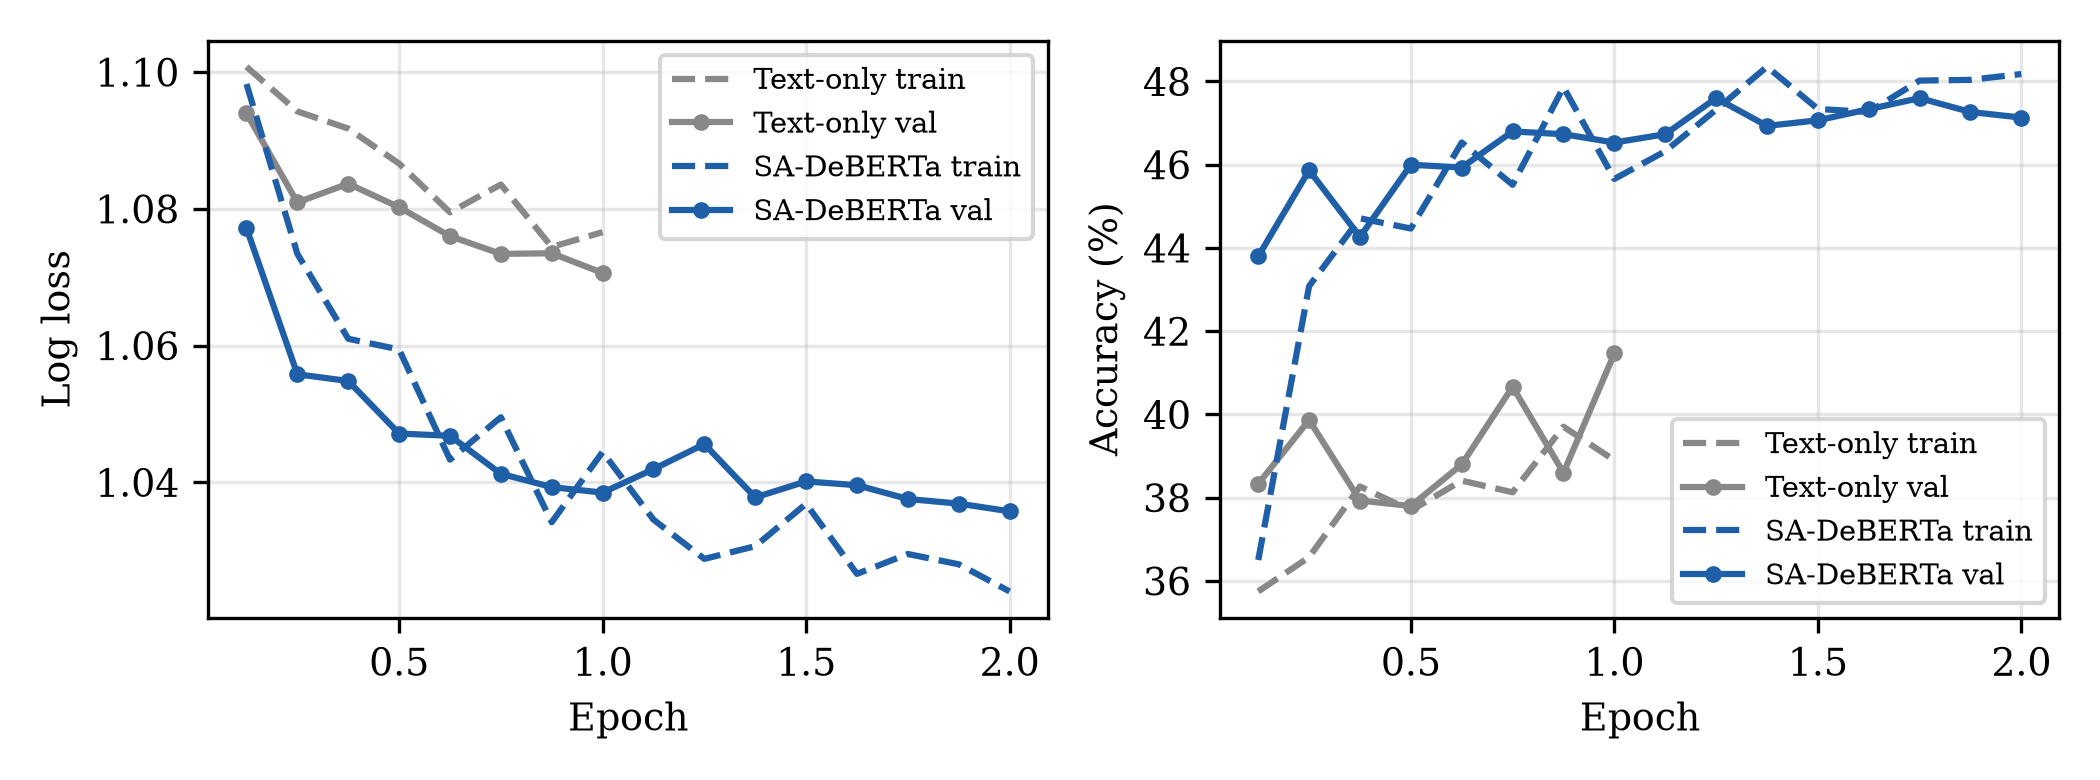 1.10
1.08
1.06
1.04
Log loss
0.5 1.0 1.5 2.0
Epoch
Text-only train
Text-only val
SA-DeBERTa train
SA-DeBERTa val
48
46
44
42
40
38
36
Accuracy (%)
0.5 1.0 1.5 2.0
Epoch
Text-only train
Text-only val
SA-DeBERTa train
SA-DeBERTa val